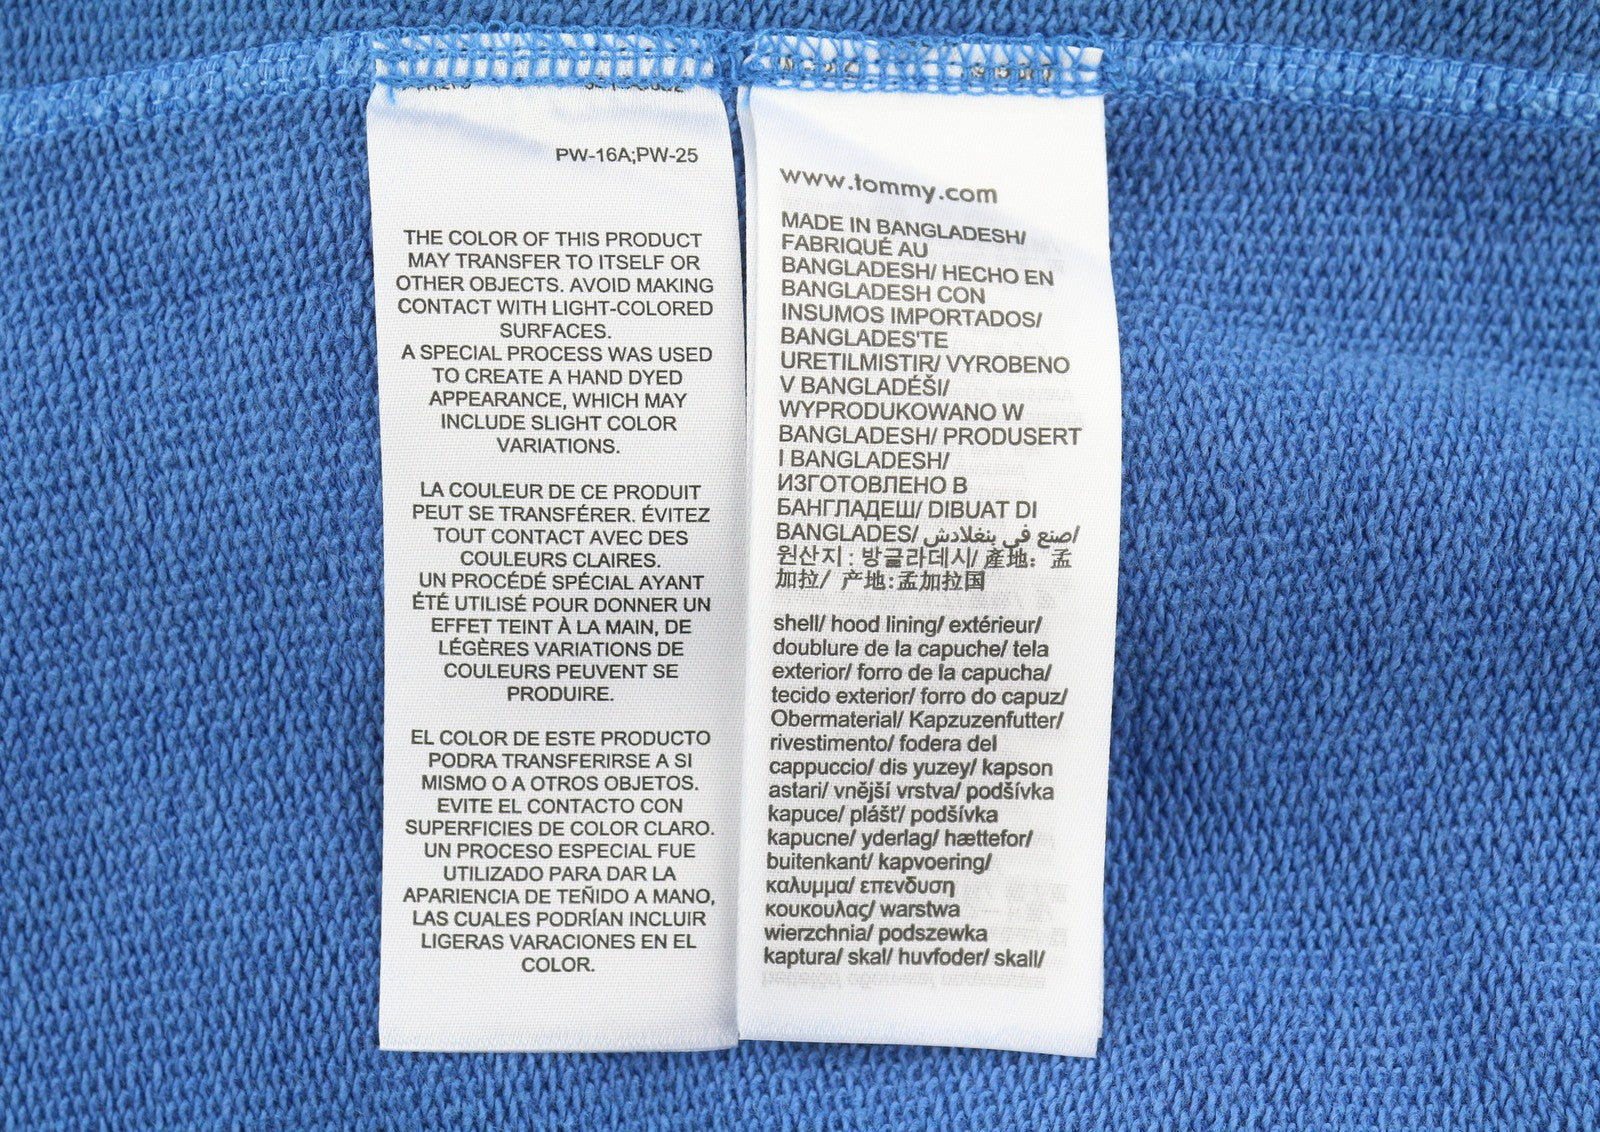 PW-16A;PW-25
THE COLOR OF THIS PRODUCT
MAY TRANSFER TO ITSELF OR
OTHER OBJECTS. AVOID MAKING
CONTACT WITH LIGHT-COLORED
SURFACES.
A SPECIAL PROCESS WAS USED
TO CREATE A HAND DYED
APPEARANCE, WHICH MAY
INCLUDE SLIGHT COLOR
VARIATIONS.
LA COULEUR DE CE PRODUIT
PEUT SE TRANSFÉRER. ÉVITEZ
TOUT CONTACT AVEC DES
COULEURS CLAIRES.
UN PROCÉDÉ SPÉCIAL AYANT
ÉTÉ UTILISÉ POUR DONNER UN
EFFET TEINT À LA MAIN, DE
LÉGÈRES VARIATIONS DE
COULEURS PEUVENT SE
PRODUIRE.
EL COLOR DE ESTE PRODUCTO
PODRA TRANSFERIRSE A SI
MISMO O A OTROS OBJETOS.
EVITE EL CONTACTO CON
SUPERFICIES DE COLOR CLARO.
UN PROCESO ESPECIAL FUE
UTILIZADO PARA DAR LA
APARIENCIA DE TEÑIDO A MANO,
LAS CUALES PODRÍAN INCLUIR
LIGERAS VARACIONES EN EL
COLOR.
www.tommy.com
MADE IN BANGLADESH/
FABRIQUÉ AU
BANGLADESH/ HECHO EN
BANGLADESH CON
INSUMOS IMPORTADOS/
BANGLADES'TE
URETILMISTIR/ VYROBENO
V BANGLADÉŠI/
WYPRODUKOWANO W
BANGLADESH/ PRODUSERT
I BANGLADESH/
ИЗГОТОВЛЕНО В
БАНГЛАДЕШ/ DIBUAT DI
BANGLADES/ صنع في بنغلادش/
원산지 : 방글라데시/ 產地： 孟
加拉/ 产地:孟加拉国
shell/ hood lining/ extérieur/
doublure de la capuche/ tela
exterior/ forro de la capucha/
tecido exterior/ forro do capuz/
Obermaterial/ Kapzuzenfutter/
rivestimento/ fodera del
cappuccio/ dis yuzey/ kapson
astari/ vnější vrstva/ podšívka
kapuce/ plášť/ podšívka
kapucne/ yderlag/ hættefor/
buitenkant/ kapvoering/
καλυμμα/ επενδυση
κουκουλας/ warstwa
wierzchnia/ podszewka
kaptura/ skal/ huvfoder/ skall/